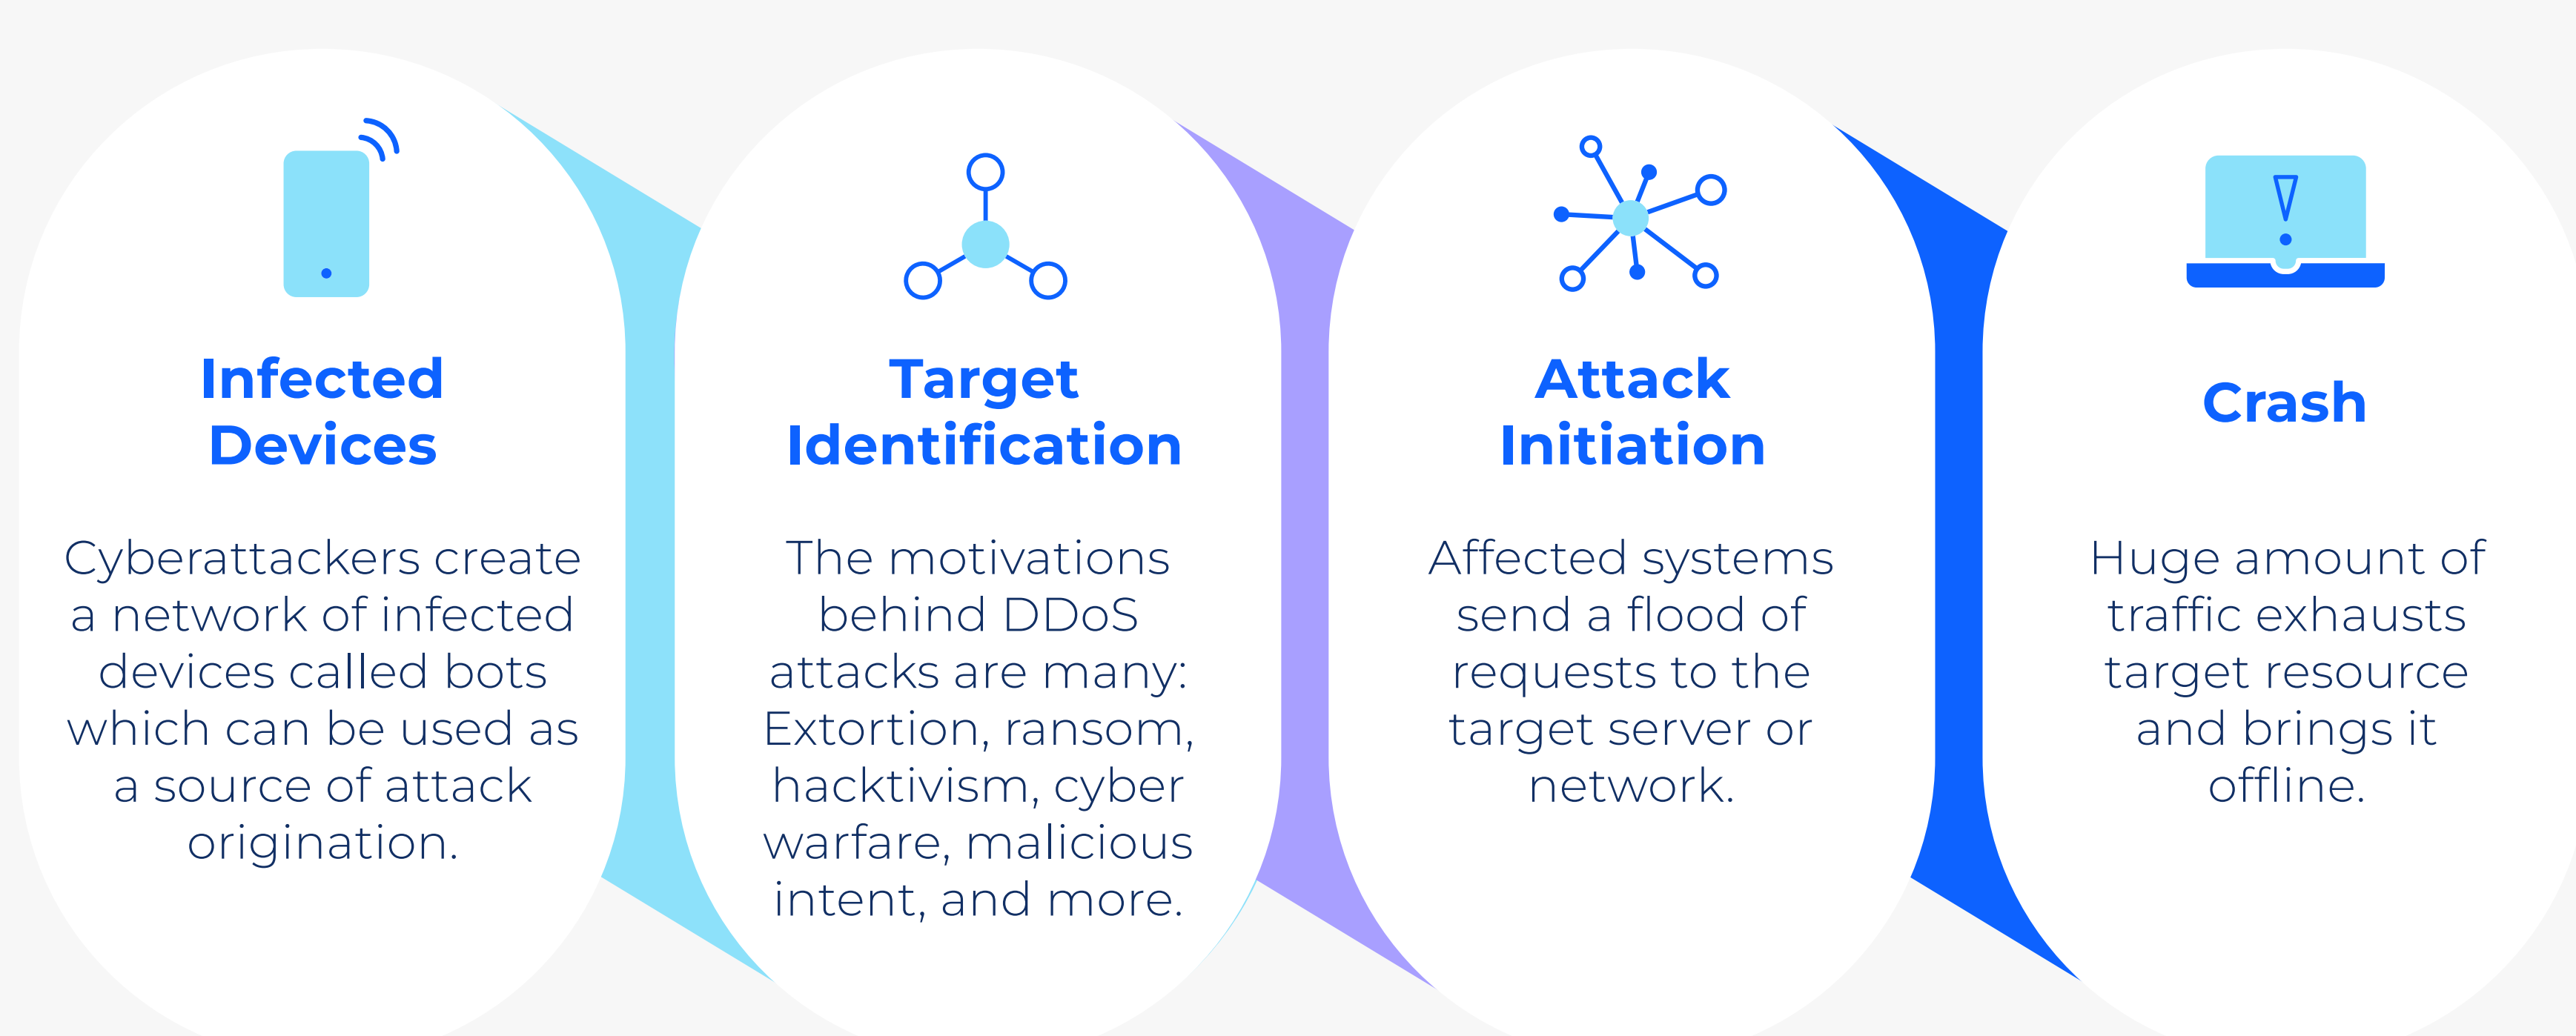 Infected
Devices
Cyberattackers create
a network of infected
devices called bots
which can be used as
a source of attack
origination.
Target
Identification
The motivations
behind DDoS
attacks are many:
Extortion, ransom,
hacktivism, cyber
warfare, malicious
intent, and more.
Attack
Initiation
Affected systems
send a flood of
requests to the
target server or
network.
Crash
Huge amount of
traffic exhausts
target resource
and brings it
offline.